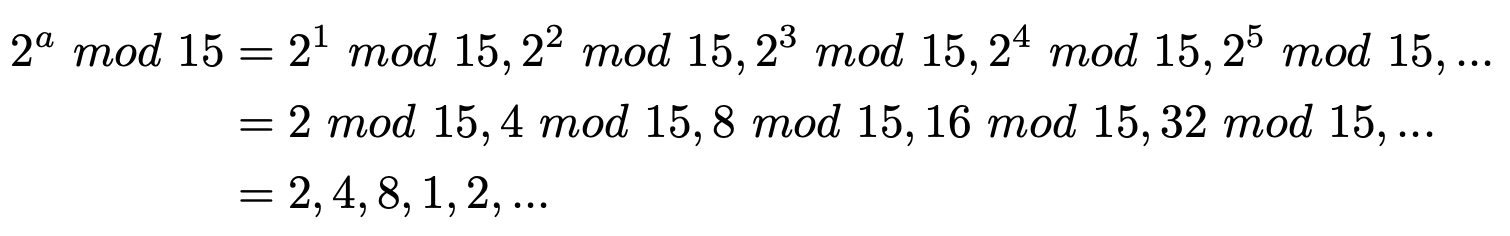 2^a mod 15 = 2^1 mod 15, 2^2 mod 15, 2^3 mod 15, 2^4 mod 15, 2^5 mod 15, ...
= 2 mod 15, 4 mod 15, 8 mod 15, 16 mod 15, 32 mod 15, ...
= 2, 4, 8, 1, 2, ...